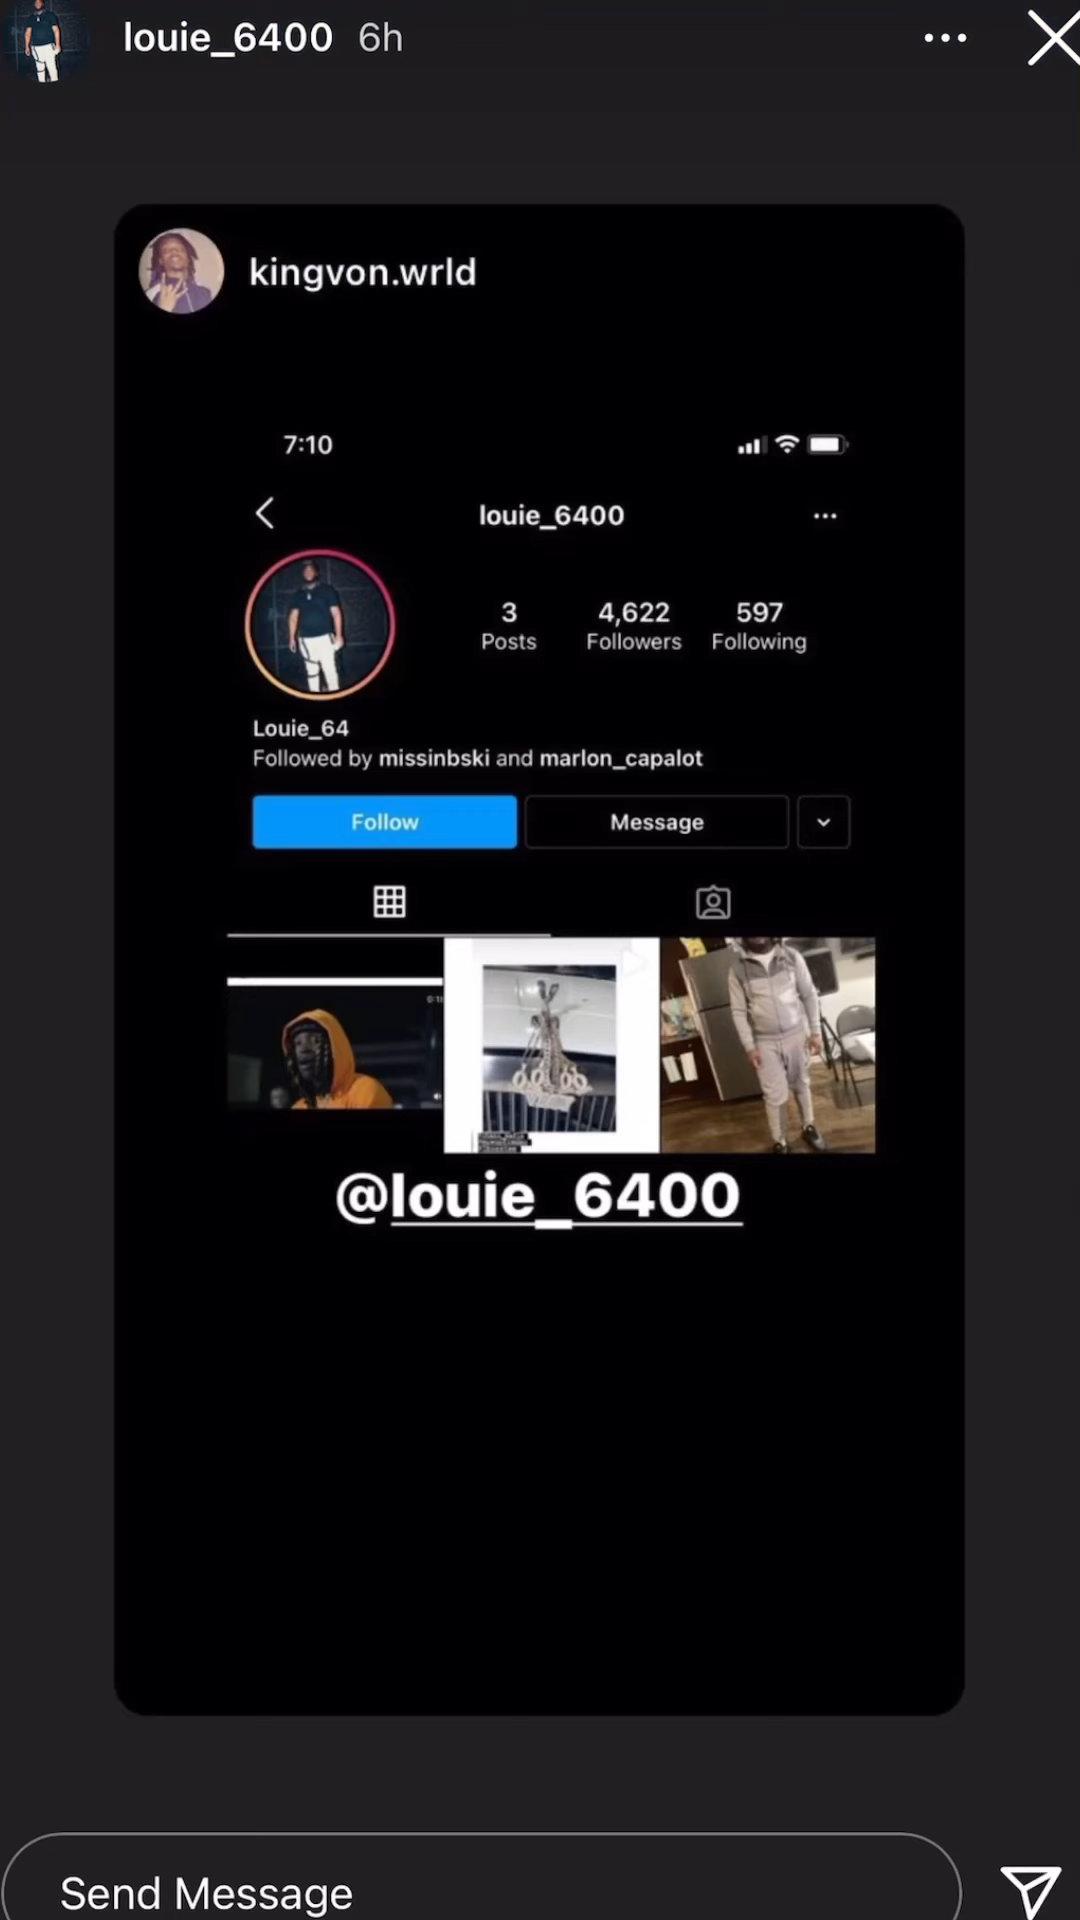 louie_6400 6h
kingvon.wrld
7:10
louie_6400
3 4,622 597
Posts Followers Following
Louie_64
Followed by missinbski and marlon_capalot
Follow Message
@louie_6400
Send Message